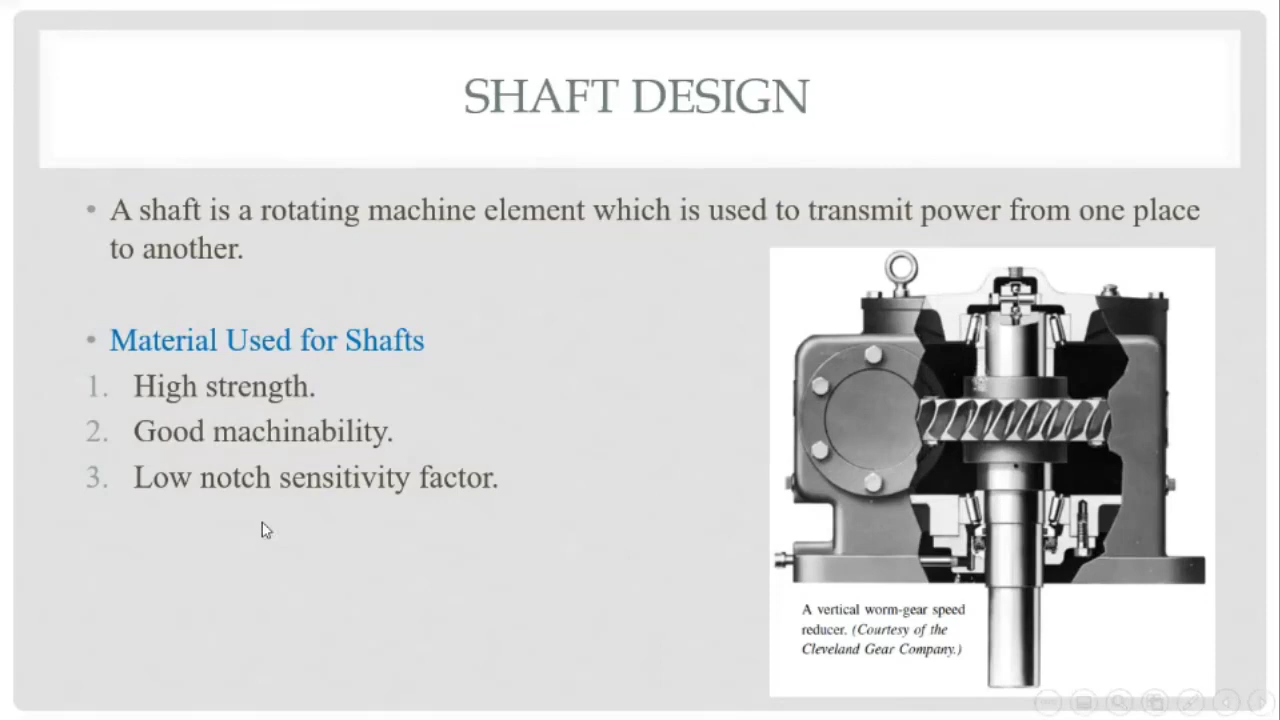 SHAFT DESIGN
• A shaft is a rotating machine element which is used to transmit power from one place
to another.
• Material Used for Shafts
1. High strength.
2. Good machinability.
3. Low notch sensitivity factor.
A vertical worm-gear speed
reducer. (Courtesy of the
Cleveland Gear Company.)